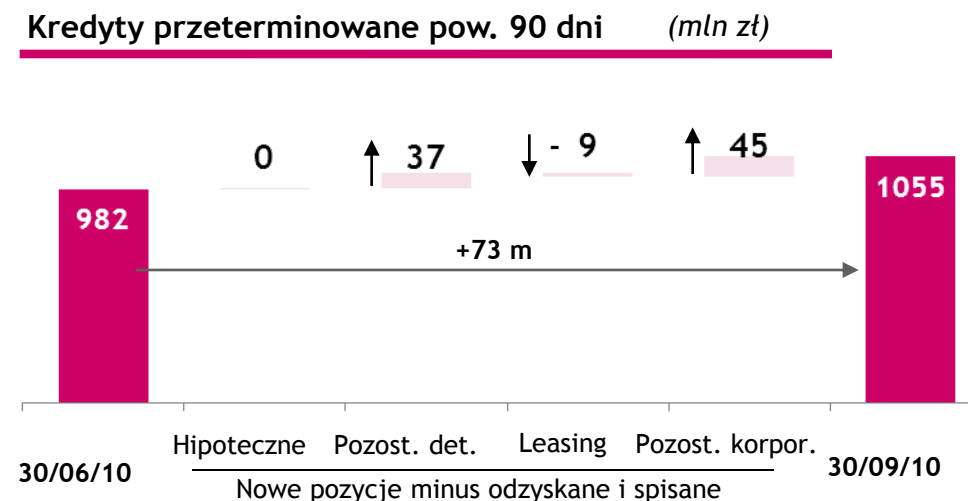 Kredyty przeterminowane pow. 90 dni (mln zł)
0
37
- 9
45
982
1055
+73 m
Hipoteczne Pozost. det. Leasing Pozost. korpor.
30/06/10
30/09/10
Nowe pozycje minus odzyskane i spisane